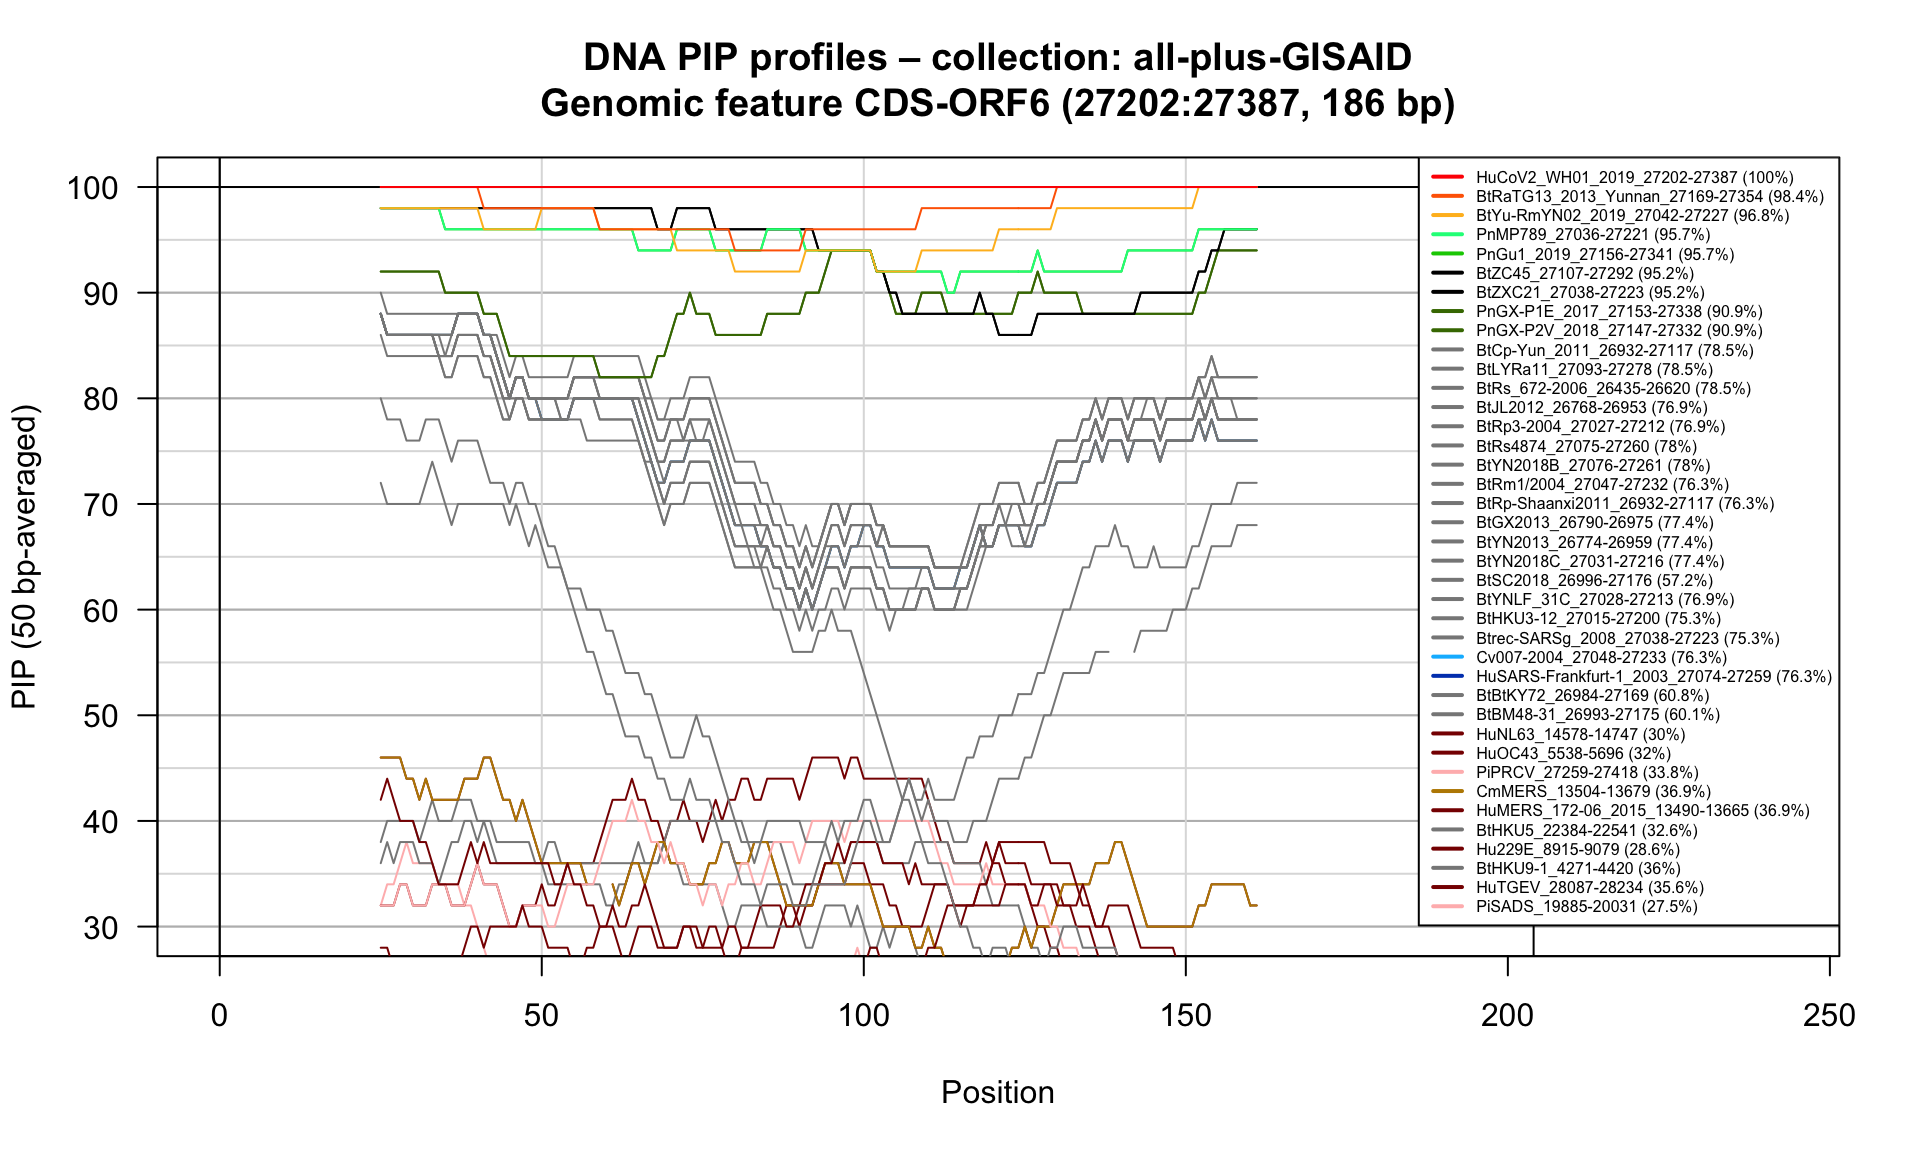 DNA PIP profiles – collection: all-plus-GISAID
Genomic feature CDS-ORF6 (27202:27387, 186 bp)
PIP (50 bp-averaged)
100
90
80
70
60
50
40
30
HuCoV2_WH01_2019_27202-27387 (100%)
BtRaTG13_2013_Yunnan_27169-27354 (98.4%)
BtYu-RmYN02_2019_27042-27227 (96.8%)
PnMP789_27036-27221 (95.7%)
PnGu1_2019_27156-27341 (95.7%)
BtZC45_27107-27292 (95.2%)
BtZXC21_27038-27223 (95.2%)
PnGX-P1E_2017_27153-27338 (90.9%)
PnGX-P2V_2018_27147-27332 (90.9%)
BtCp-Yun_2011_26932-27117 (78.5%)
BtLYRa11_27093-27278 (78.5%)
BtRs_672-2006_26435-26620 (78.5%)
BtJL2012_26768-26953 (76.9%)
BtRp3-2004_27027-27212 (76.9%)
BtRs4874_27075-27260 (78%)
BtYN2018B_27076-27261 (78%)
BtRm1/2004_27047-27232 (76.3%)
BtRp-Shaanxi2011_26932-27117 (76.3%)
BtGX2013_26790-26975 (77.4%)
BtYN2013_26774-26959 (77.4%)
BtYN2018C_27031-27216 (77.4%)
BtSC2018_26996-27176 (57.2%)
BtYNLF_31C_27028-27213 (76.9%)
BtHKU3-12_27015-27200 (75.3%)
Btrec-SARSg_2008_27038-27223 (75.3%)
Cv007-2004_27048-27233 (76.3%)
HuSARS-Frankfurt-1_2003_27074-27259 (76.3%)
BtBtKY72_26984-27169 (60.8%)
BtBM48-31_26993-27175 (60.1%)
HuNL63_14578-14747 (30%)
HuOC43_5538-5696 (32%)
PiPRCV_27259-27418 (33.8%)
CmMERS_13504-13679 (36.9%)
HuMERS_172-06_2015_13490-13665 (36.9%)
BtHKU5_22384-22541 (32.6%)
Hu229E_8915-9079 (28.6%)
BtHKU9-1_4271-4420 (36%)
HuTGEV_28087-28234 (35.6%)
PiSADS_19885-20031 (27.5%)
0 50 100 150 200 250
Position